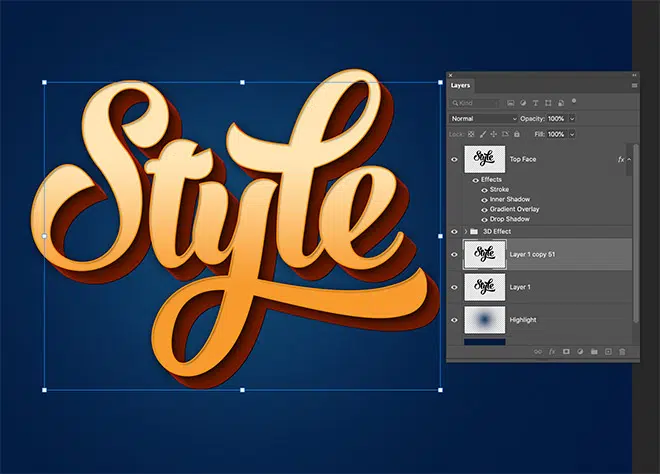 Style
Layers
Kind
Normal Opacity: 100%
Lock: Fill: 100%
Style Top Face fx
Effects
Stroke
Inner Shadow
Gradient Overlay
Drop Shadow
3D Effect
Style Layer 1 copy 51
Style Layer 1
Highlight
fx